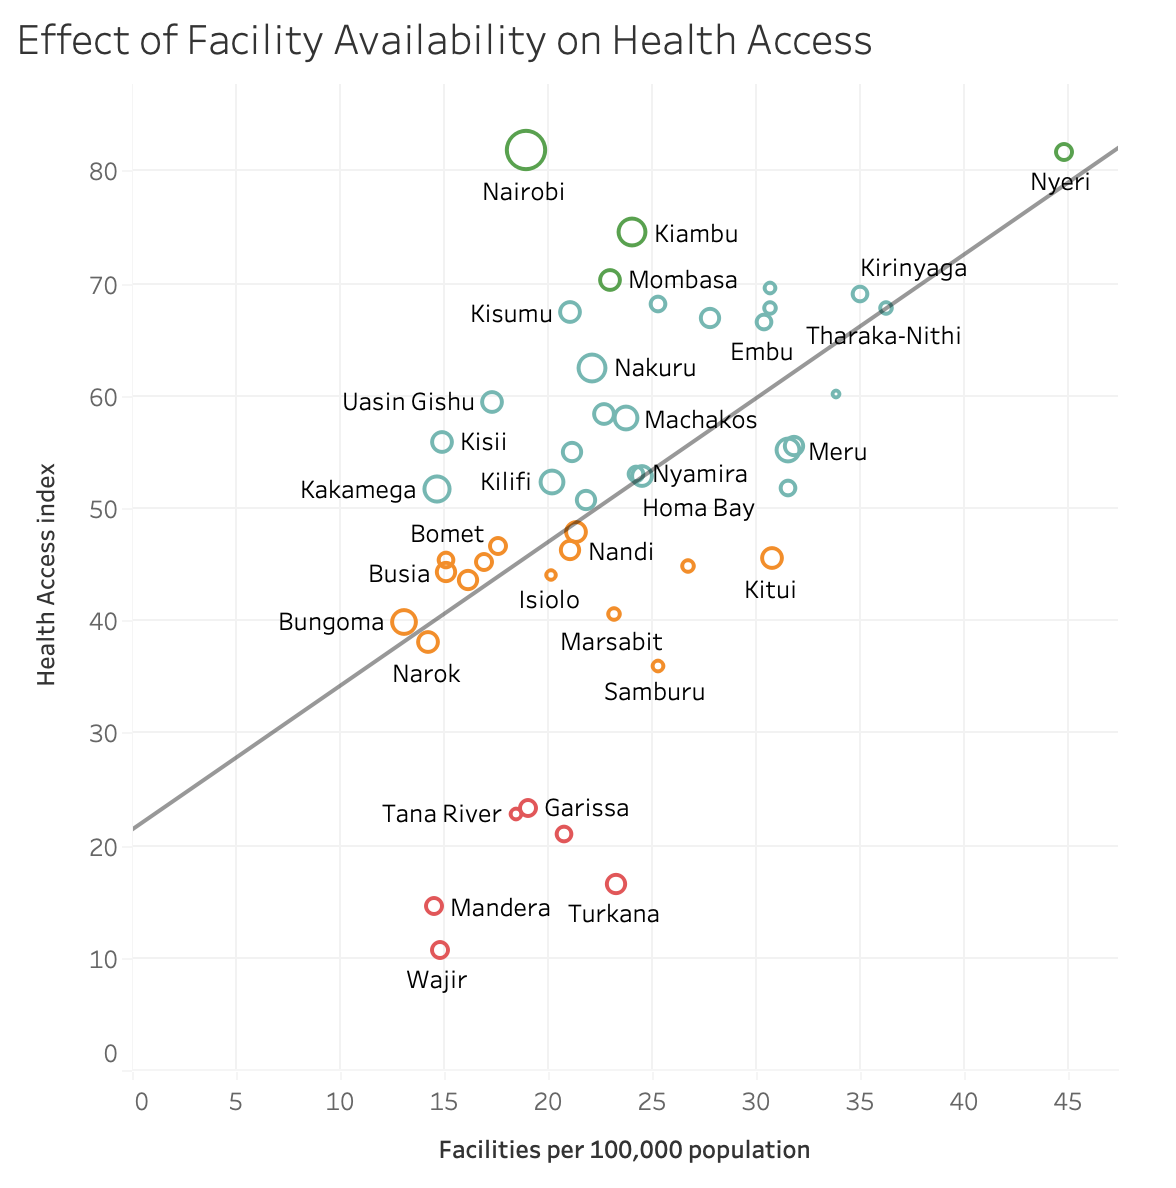 Effect of Facility Availability on Health Access
80
Nairobi
Nyeri
Kiambu
Kirinyaga
70
Mombasa
Kisumu
Tharaka-Nithi
Embu
Nakuru
60
Uasin Gishu
Machakos
Kisii
Meru
Kilifi
Nyamira
Kakamega
50
Homa Bay
Bomet
Nandi
Busia
Kitui
Isiolo
40
Bungoma
Marsabit
Narok
Samburu
30
Tana River
Garissa
20
Mandera
Turkana
10
Wajir
0
Health Access index
0 5 10 15 20 25 30 35 40 45
Facilities per 100,000 population